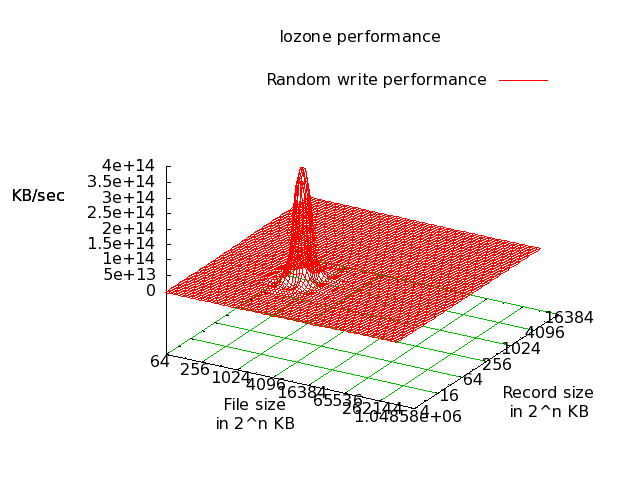 Iozone performance
Random write performance
KB/sec
4e+14
3.5e+14
3e+14
2.5e+14
2e+14
1.5e+14
1e+14
5e+13
0
64
256
1024
4096
16384
65536
262144
1.04858e+06
4
16
64
256
1024
4096
16384
File size
in 2^n KB
Record size
in 2^n KB